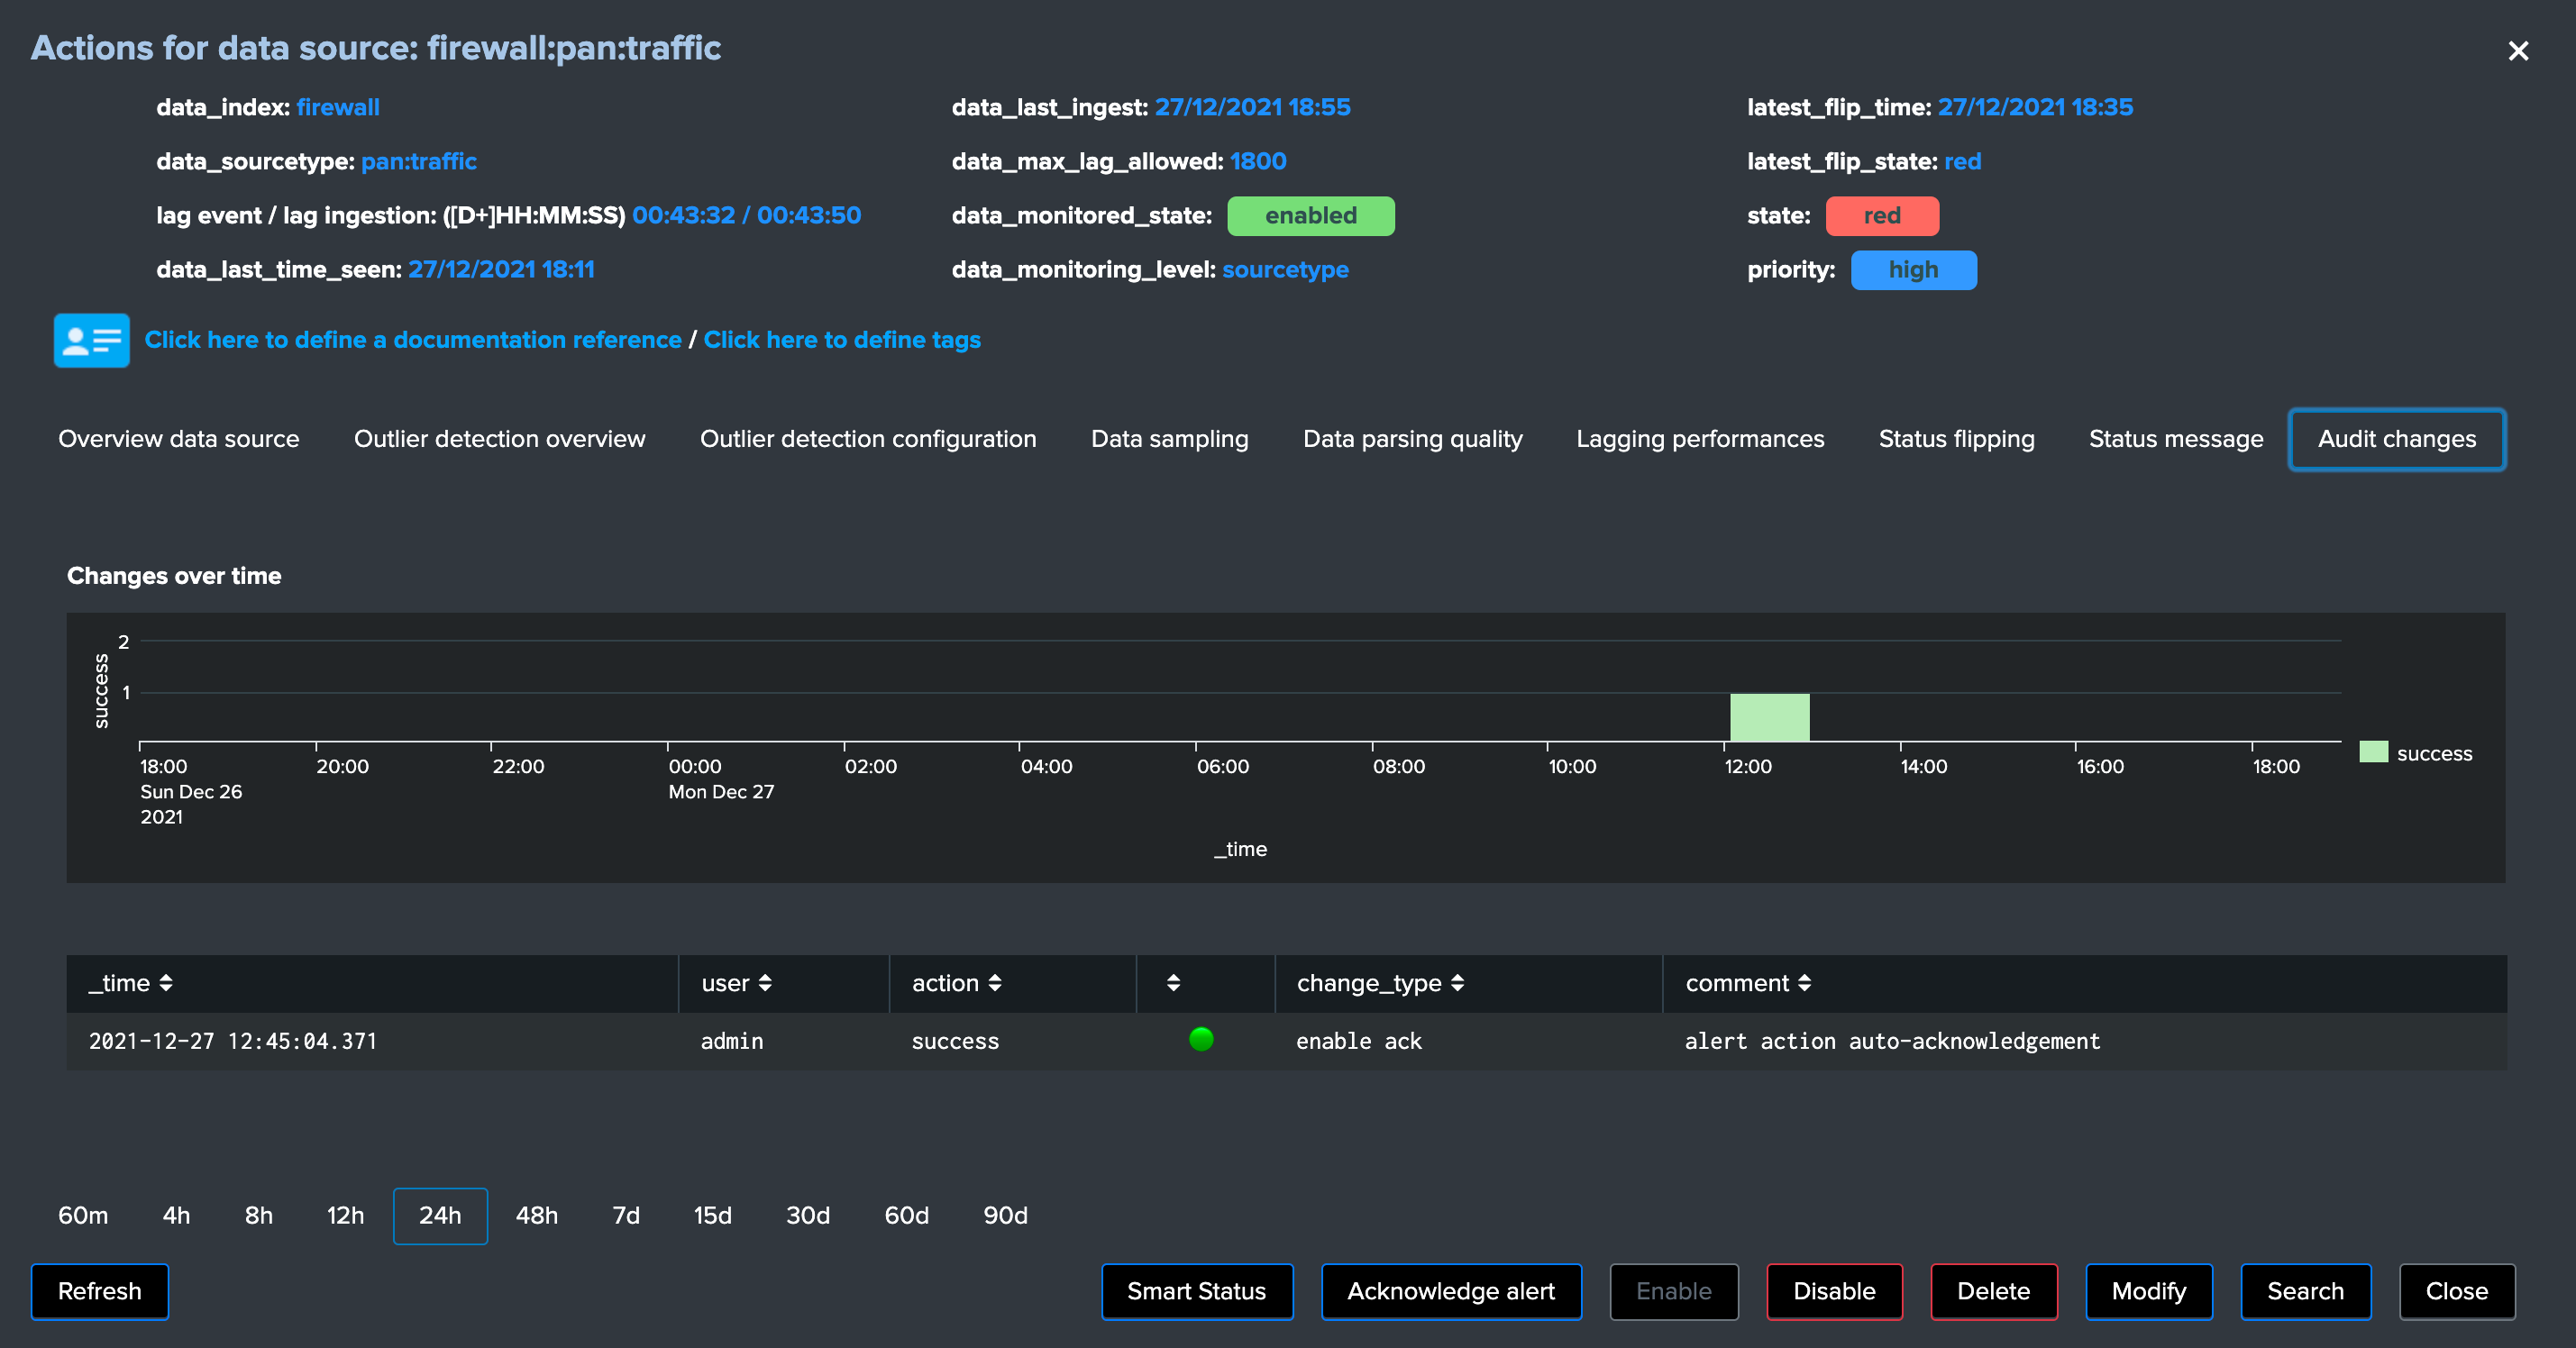 Actions for data source: firewall:pan:traffic
data_index: firewall
data_last_ingest: 27/12/2021 18:55
latest_flip_time: 27/12/2021 18:35
data_sourcetype: pan:traffic
data_max_lag_allowed: 1800
latest_flip_state: red
lag event / lag ingestion: ([D+]HH:MM:SS) 00:43:32 / 00:43:50
data_monitored_state: enabled
state: red
data_last_time_seen: 27/12/2021 18:11
data_monitoring_level: sourcetype
priority: high
Click here to define a documentation reference / Click here to define tags
Overview data source Outlier detection overview Outlier detection configuration Data sampling Data parsing quality Lagging performances Status flipping Status message Audit changes
Changes over time
2
1
success
18:00 20:00 22:00 00:00 02:00 04:00 06:00 08:00 10:00 12:00 14:00 16:00 18:00
Sun Dec 26 Mon Dec 27
2021
_time
success
_time user action change_type comment
2021-12-27 12:45:04.371 admin success enable ack alert action auto-acknowledgement
60m 4h 8h 12h 24h 48h 7d 15d 30d 60d 90d
Refresh Smart Status Acknowledge alert Enable Disable Delete Modify Search Close